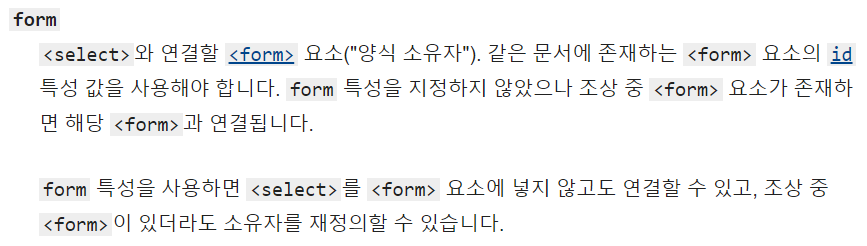 form
<select>와 연결할 <form> 요소("양식 소유자"). 같은 문서에 존재하는 <form> 요소의 id
특성 값을 사용해야 합니다. form 특성을 지정하지 않았으나 조상 중 <form> 요소가 존재하
면 해당 <form>과 연결됩니다.
form 특성을 사용하면 <select>를 <form> 요소에 넣지 않고도 연결할 수 있고, 조상 중
<form>이 있더라도 소유자를 재정의할 수 있습니다.